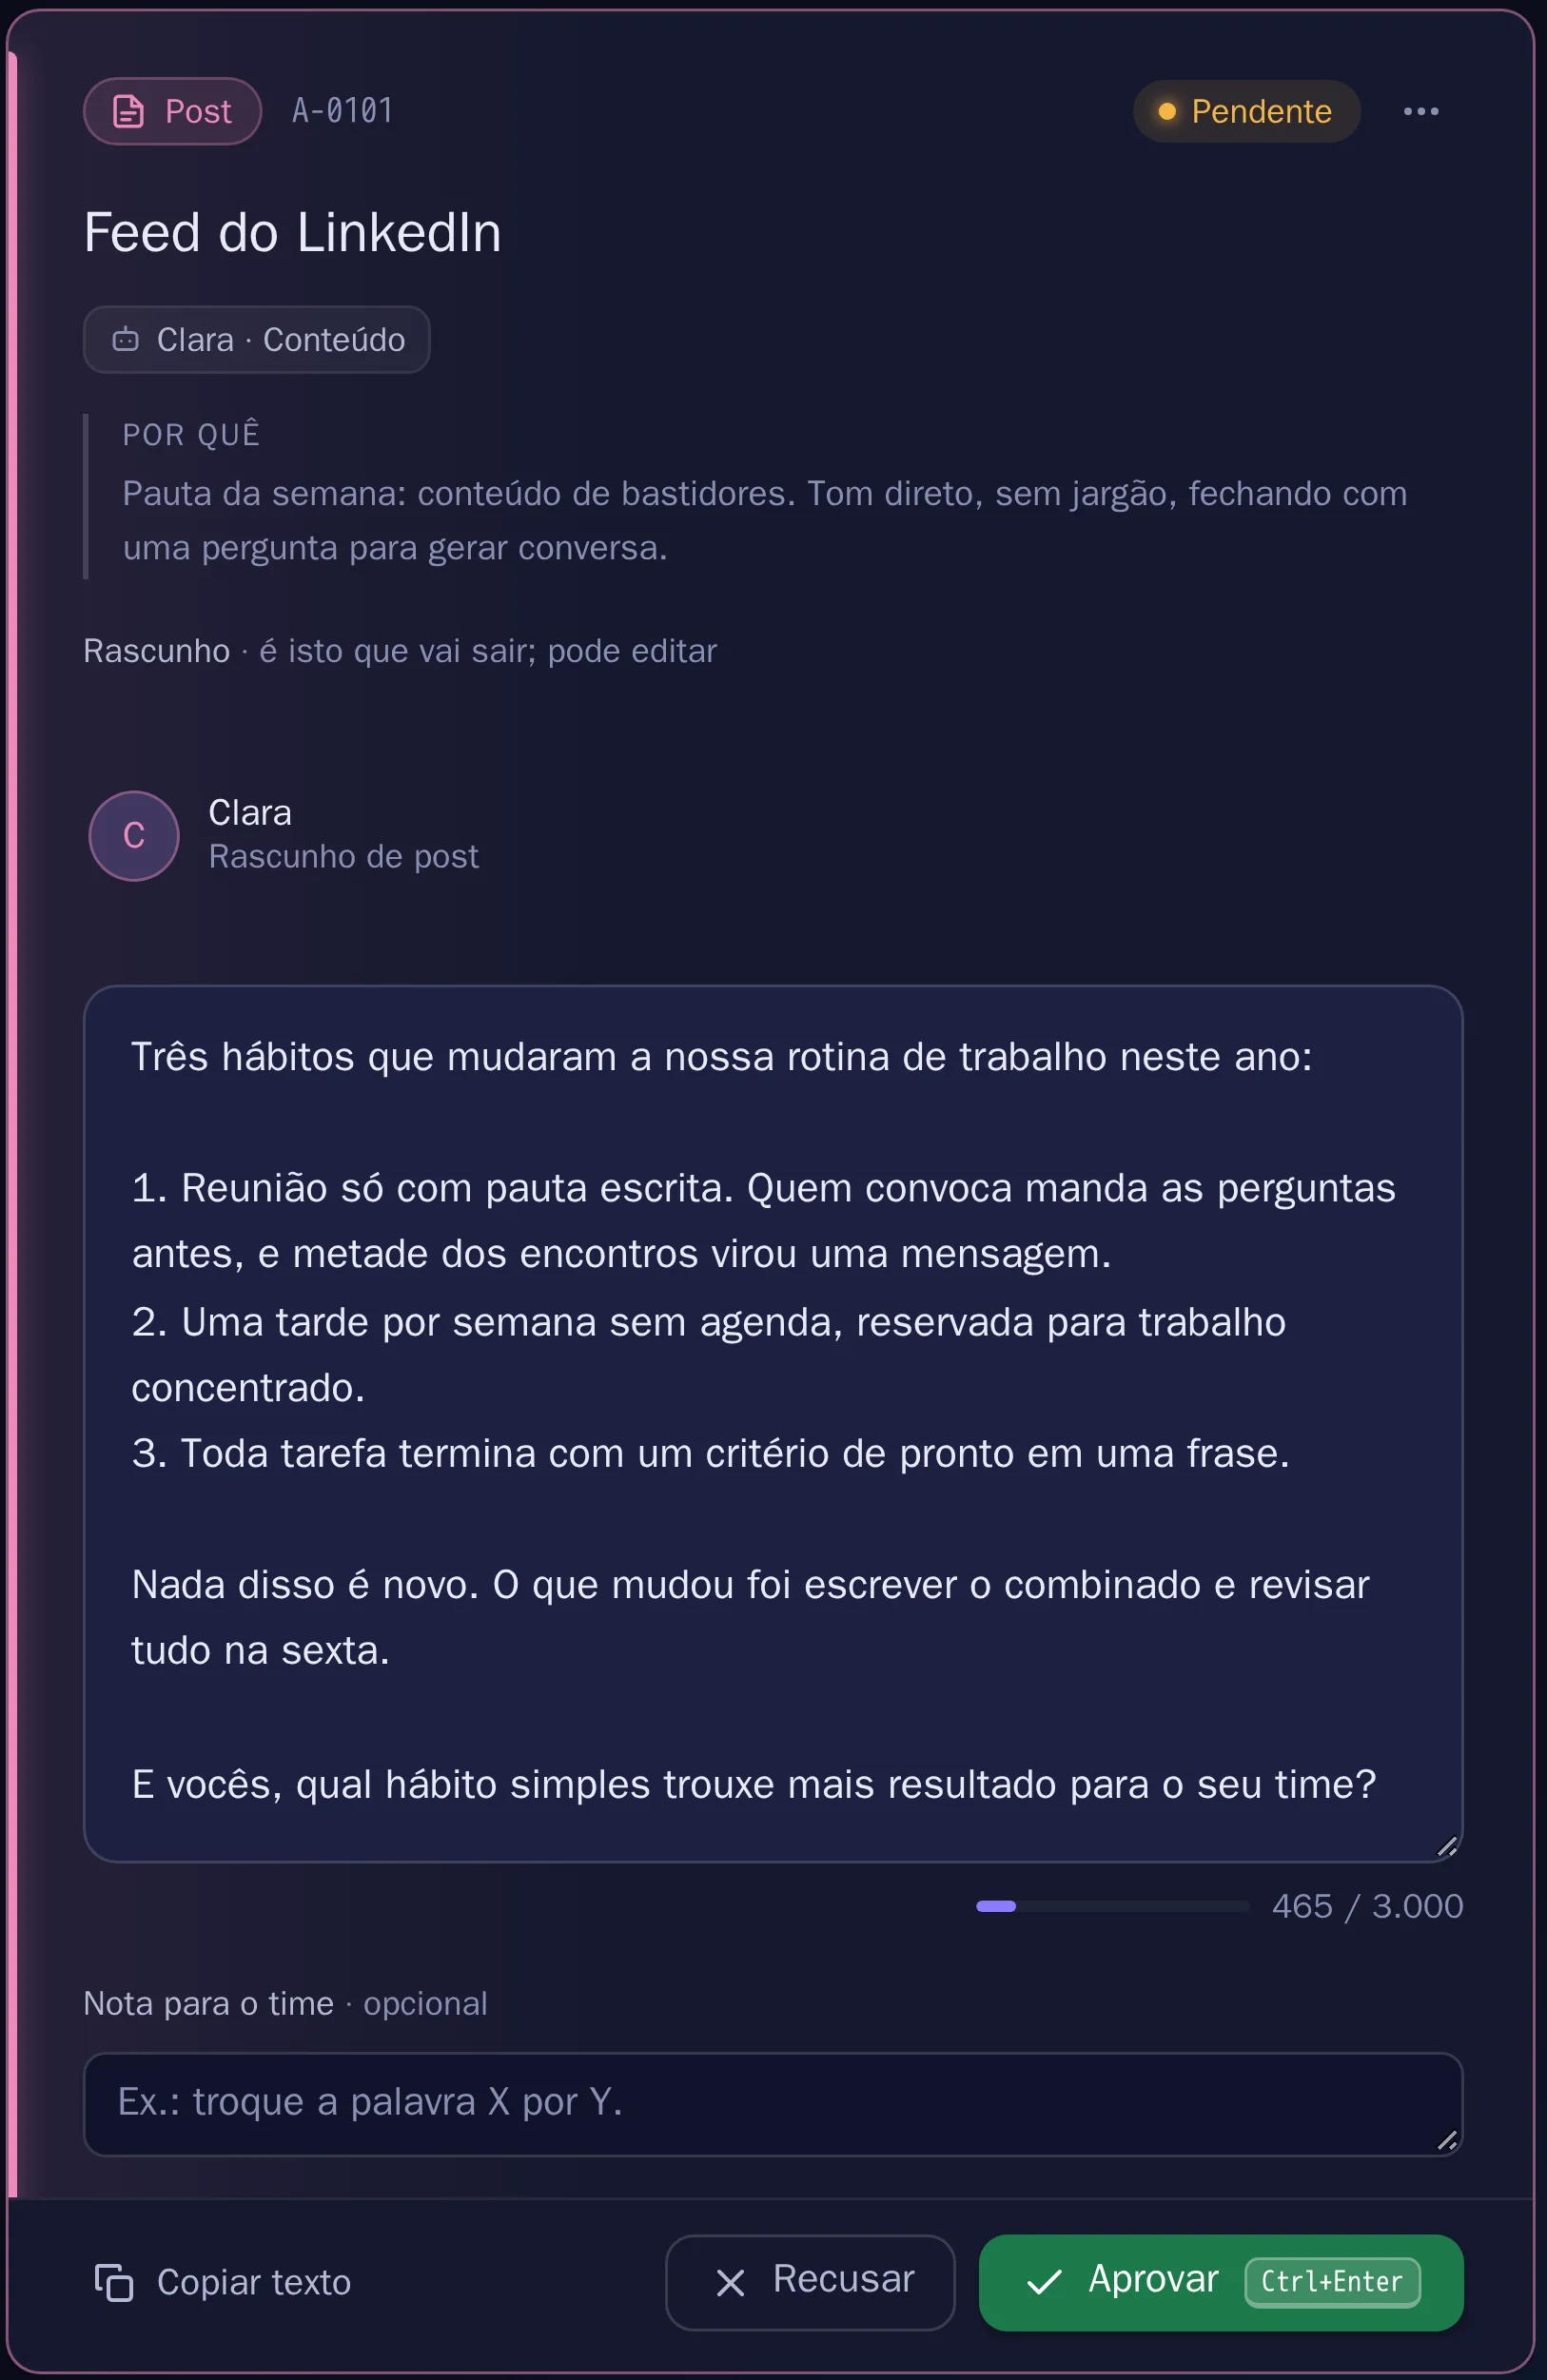 Post A-0101 Pendente
Feed do LinkedIn
Clara · Conteúdo
POR QUÊ
Pauta da semana: conteúdo de bastidores. Tom direto, sem jargão, fechando com
uma pergunta para gerar conversa.
Rascunho · é isto que vai sair; pode editar
C
Clara
Rascunho de post
Três hábitos que mudaram a nossa rotina de trabalho neste ano:
1. Reunião só com pauta escrita. Quem convoca manda as perguntas
antes, e metade dos encontros virou uma mensagem.
2. Uma tarde por semana sem agenda, reservada para trabalho
concentrado.
3. Toda tarefa termina com um critério de pronto em uma frase.
Nada disso é novo. O que mudou foi escrever o combinado e revisar
tudo na sexta.
E vocês, qual hábito simples trouxe mais resultado para o seu time?
465 / 3.000
Nota para o time · opcional
Ex.: troque a palavra X por Y.
Copiar texto Recusar Aprovar Ctrl+Enter